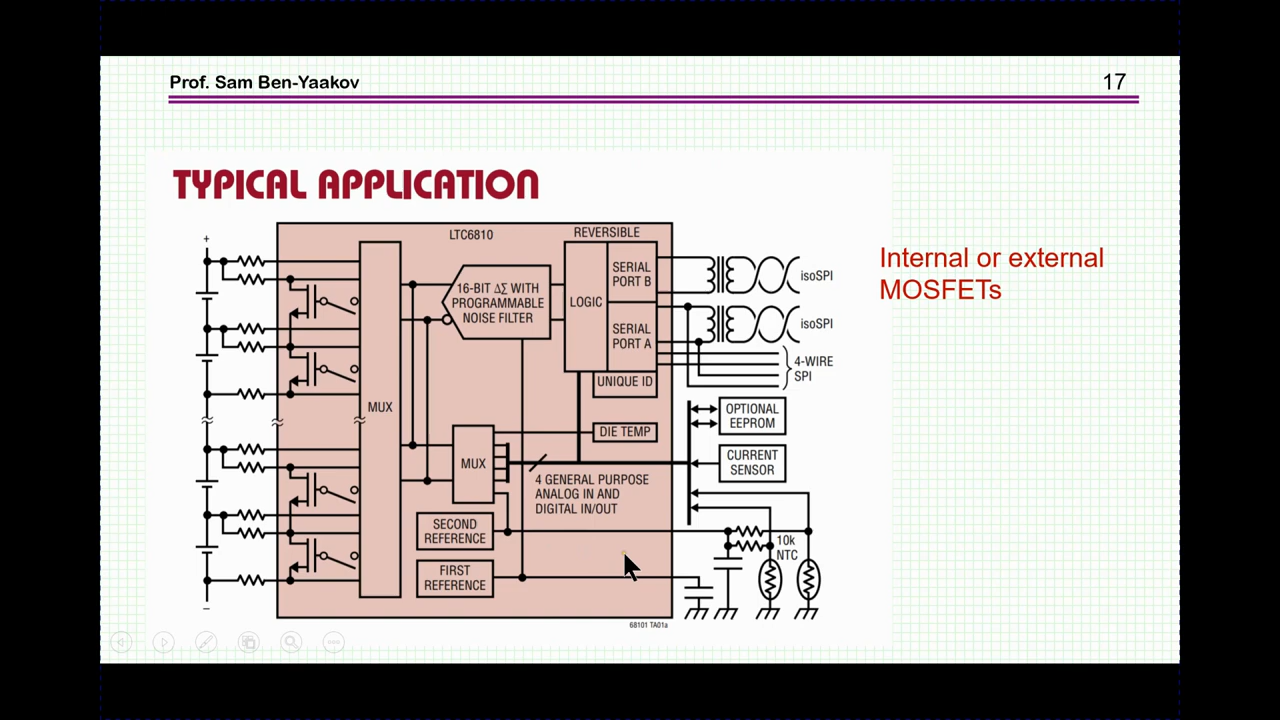 Prof. Sam Ben-Yaakov
17
TYPICAL APPLICATION
Internal or external
MOSFETs
+
LTC6810
REVERSIBLE
16-BIT ΔΣ WITH
PROGRAMMABLE
NOISE FILTER
LOGIC
SERIAL
PORT B
SERIAL
PORT A
isoSPI
isoSPI
4-WIRE
SPI
UNIQUE ID
MUX
DIE TEMP
OPTIONAL
EEPROM
MUX
CURRENT
SENSOR
4 GENERAL PURPOSE
ANALOG IN AND
DIGITAL IN/OUT
SECOND
REFERENCE
10k
NTC
FIRST
REFERENCE
–
68101 TA01a